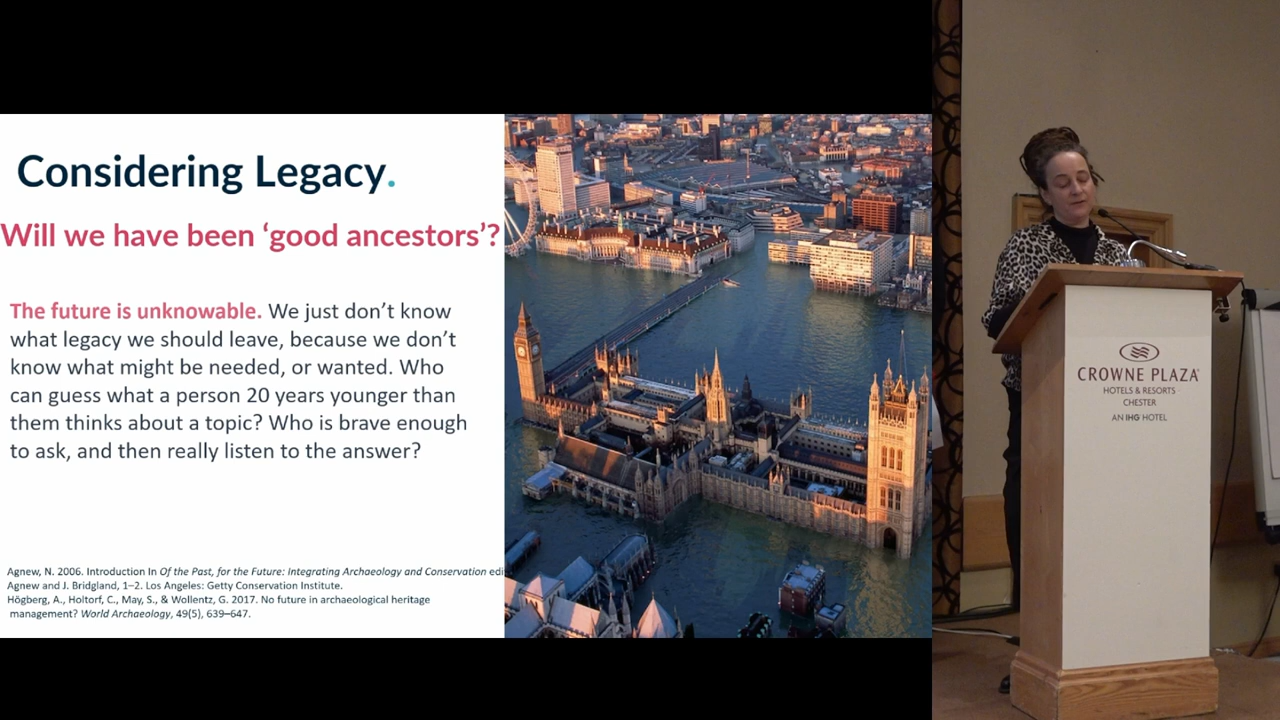 Considering Legacy.
Will we have been ‘good ancestors’?
The future is unknowable. We just don’t know
what legacy we should leave, because we don’t
know what might be needed, or wanted. Who
can guess what a person 20 years younger than
them thinks about a topic? Who is brave enough
to ask, and then really listen to the answer?
Agnew, N. 2006. Introduction In Of the Past, for the Future: Integrating Archaeology and Conservation edi
Agnew and J. Bridgland, 1–2. Los Angeles: Getty Conservation Institute.
Högberg, A., Holtorf, C., May, S., & Wollentz, G. 2017. No future in archaeological heritage
management? World Archaeology, 49(5), 639–647.
CROWNE PLAZA
HOTELS & RESORTS
CHESTER
AN IHG HOTEL